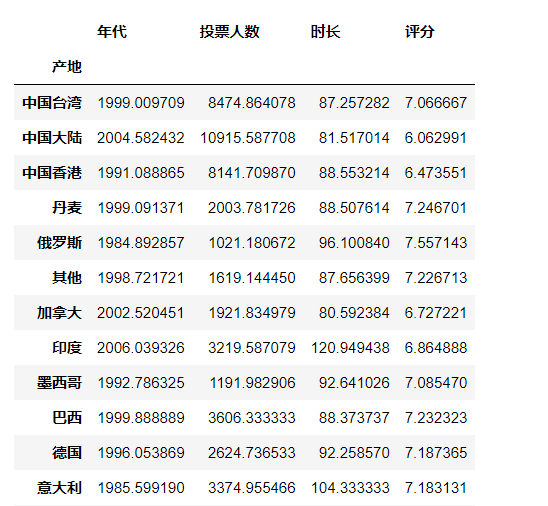 年代 投票人数 时长 评分
产地
中国台湾 1999.009709 8474.864078 87.257282 7.066667
中国大陆 2004.582432 10915.587708 81.517014 6.062991
中国香港 1991.088865 8141.709870 88.553214 6.473551
丹麦 1999.091371 2003.781726 88.507614 7.246701
俄罗斯 1984.892857 1021.180672 96.100840 7.557143
其他 1998.721721 1619.144450 87.656399 7.226713
加拿大 2002.520451 1921.834979 80.592384 6.727221
印度 2006.039326 3219.587079 120.949438 6.864888
墨西哥 1992.786325 1191.982906 92.641026 7.085470
巴西 1999.888889 3606.333333 88.373737 7.232323
德国 1996.053869 2624.736533 92.258570 7.187365
意大利 1985.599190 3374.955466 104.333333 7.183131